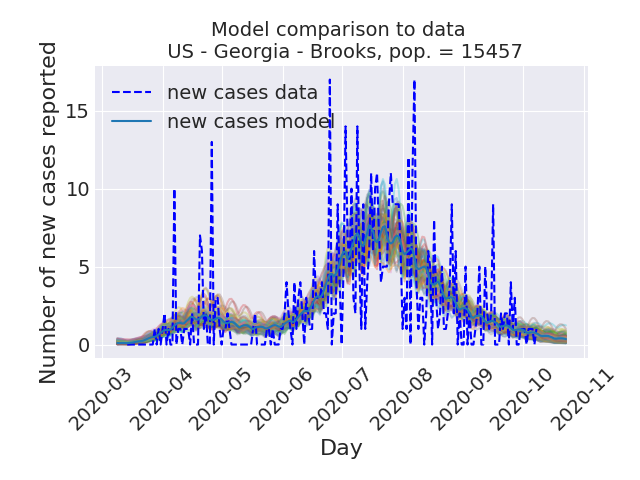 Model comparison to data
US - Georgia - Brooks, pop. = 15457
Number of new cases reported
15
10
5
0
new cases data
new cases model
2020-03
2020-04
2020-05
2020-06
2020-07
2020-08
2020-09
2020-10
2020-11
Day